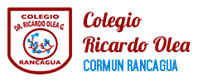 COLEGIO
DR. RICARDO OLEA G.
RANCAGUA
Colegio
Ricardo Olea
CORMUN RANCAGUA